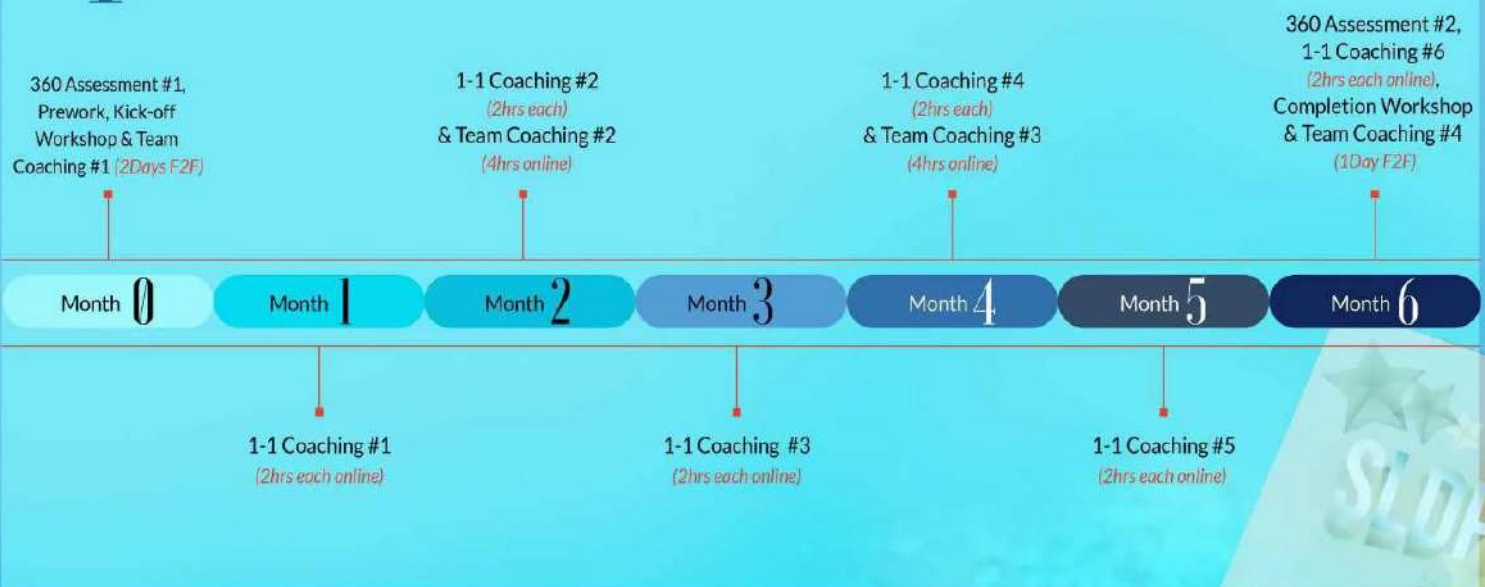 360 Assessment #1,
Prework, Kick-off
Workshop & Team
Coaching #1 (2Days F2F)
1-1 Coaching #2
(2hrs each)
& Team Coaching #2
(4hrs online)
1-1 Coaching #4
(2hrs each)
& Team Coaching #3
(4hrs online)
360 Assessment #2,
1-1 Coaching #6
(2hrs each online),
Completion Workshop
& Team Coaching #4
(1Day F2F)
Month 0
Month 1
Month 2
Month 3
Month 4
Month 5
Month 6
1-1 Coaching #1
(2hrs each online)
1-1 Coaching #3
(2hrs each online)
1-1 Coaching #5
(2hrs each online)